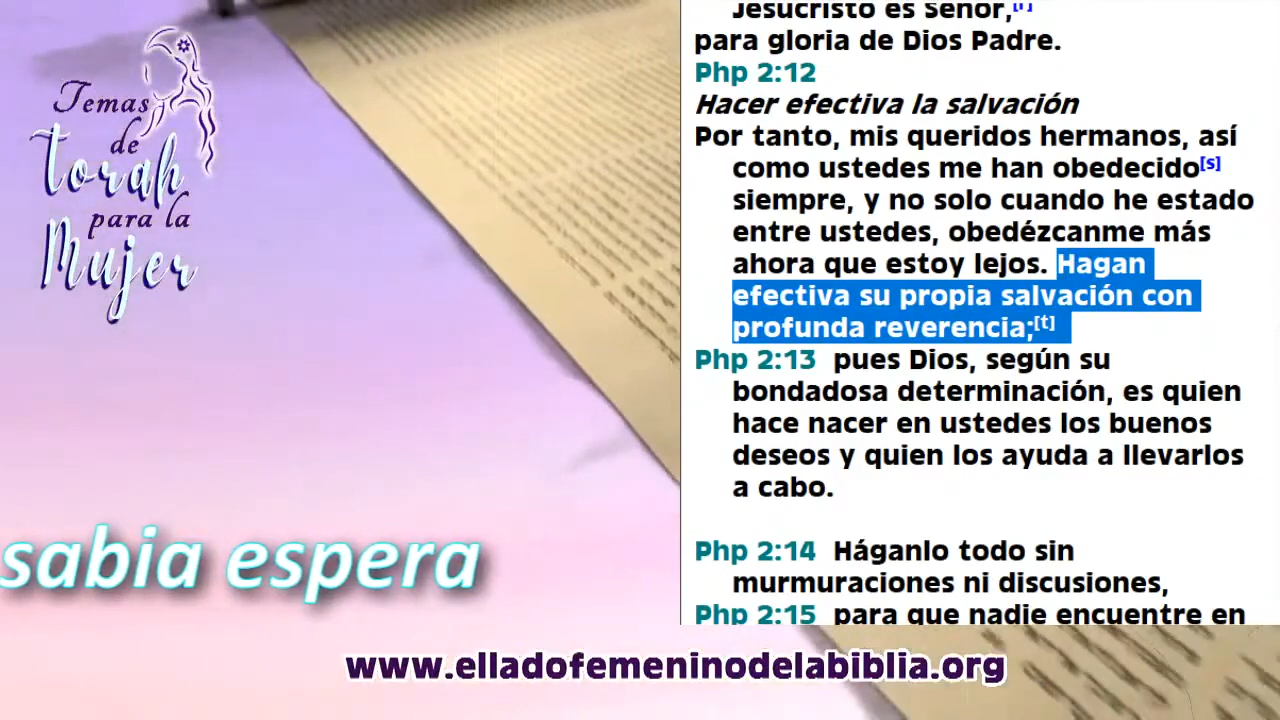 Temas
de
torah
para la
Mujer
sabia espera
Jesucristo es Señor,[r]
para gloria de Dios Padre.
Php 2:12
Hacer efectiva la salvación
Por tanto, mis queridos hermanos, así
como ustedes me han obedecido[s]
siempre, y no solo cuando he estado
entre ustedes, obedézcanme más
ahora que estoy lejos. Hagan
efectiva su propia salvación con
profunda reverencia;[t]
Php 2:13 pues Dios, según su
bondadosa determinación, es quien
hace nacer en ustedes los buenos
deseos y quien los ayuda a llevarlos
a cabo.
Php 2:14 Háganlo todo sin
murmuraciones ni discusiones,
Php 2:15 para que nadie encuentre en
www.elladofemeninodelabiblia.org